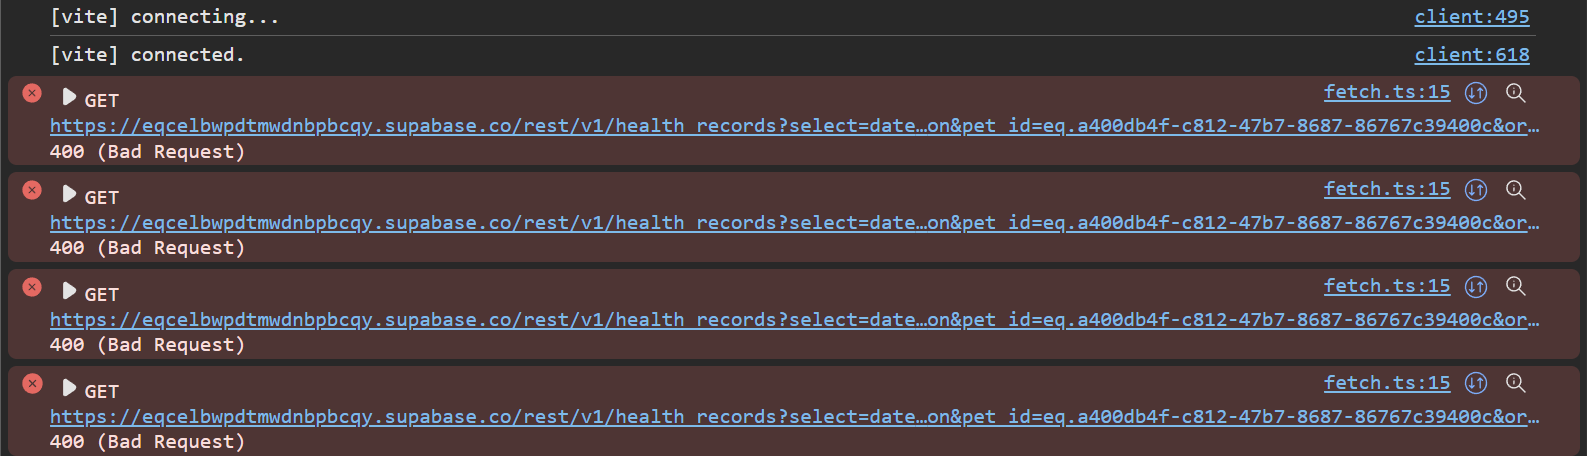 [vite] connecting... client:495
[vite] connected. client:618
GET fetch.ts:15
https://eqcelbwpdtmwdnbpbcqy.supabase.co/rest/v1/health_records?select=date…on&pet_id=eq.a400db4f-c812-47b7-8687-86767c39400c&or…
400 (Bad Request)
GET fetch.ts:15
https://eqcelbwpdtmwdnbpbcqy.supabase.co/rest/v1/health_records?select=date…on&pet_id=eq.a400db4f-c812-47b7-8687-86767c39400c&or…
400 (Bad Request)
GET fetch.ts:15
https://eqcelbwpdtmwdnbpbcqy.supabase.co/rest/v1/health_records?select=date…on&pet_id=eq.a400db4f-c812-47b7-8687-86767c39400c&or…
400 (Bad Request)
GET fetch.ts:15
https://eqcelbwpdtmwdnbpbcqy.supabase.co/rest/v1/health_records?select=date…on&pet_id=eq.a400db4f-c812-47b7-8687-86767c39400c&or…
400 (Bad Request)